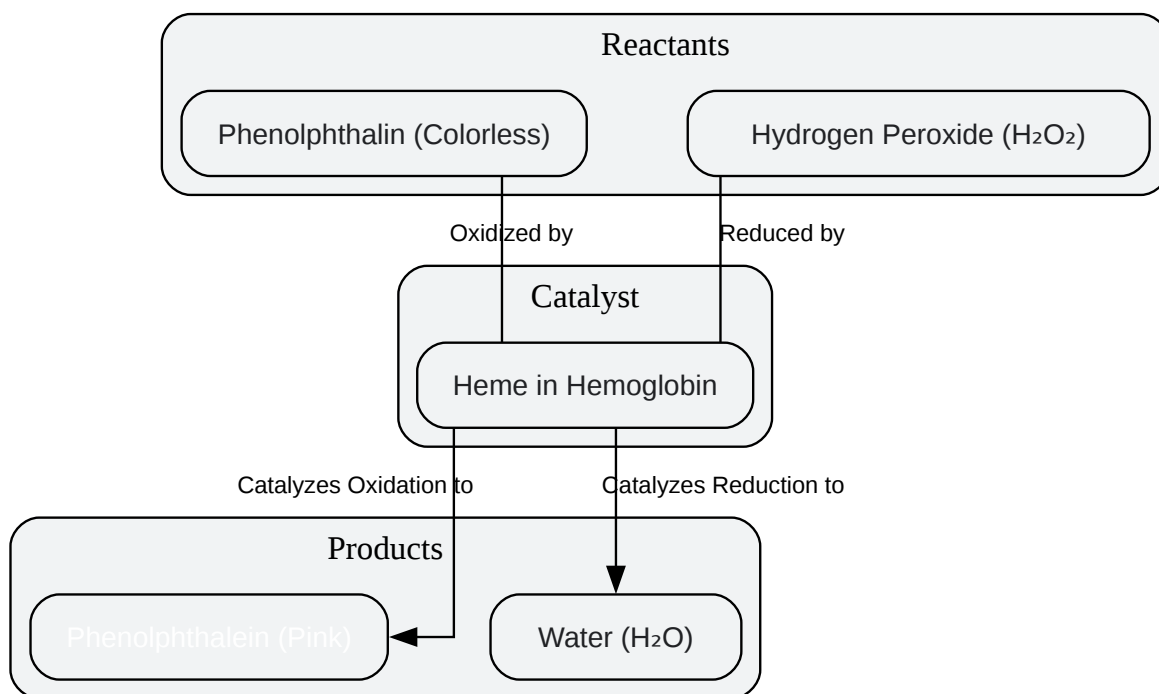 Reactants
Phenolphthalin (Colorless)
Hydrogen Peroxide (H₂O₂)
Oxidized by
Reduced by
Catalyst
Heme in Hemoglobin
Catalyzes Oxidation to
Catalyzes Reduction to
Products
Phenolphthalein (Pink)
Water (H₂O)